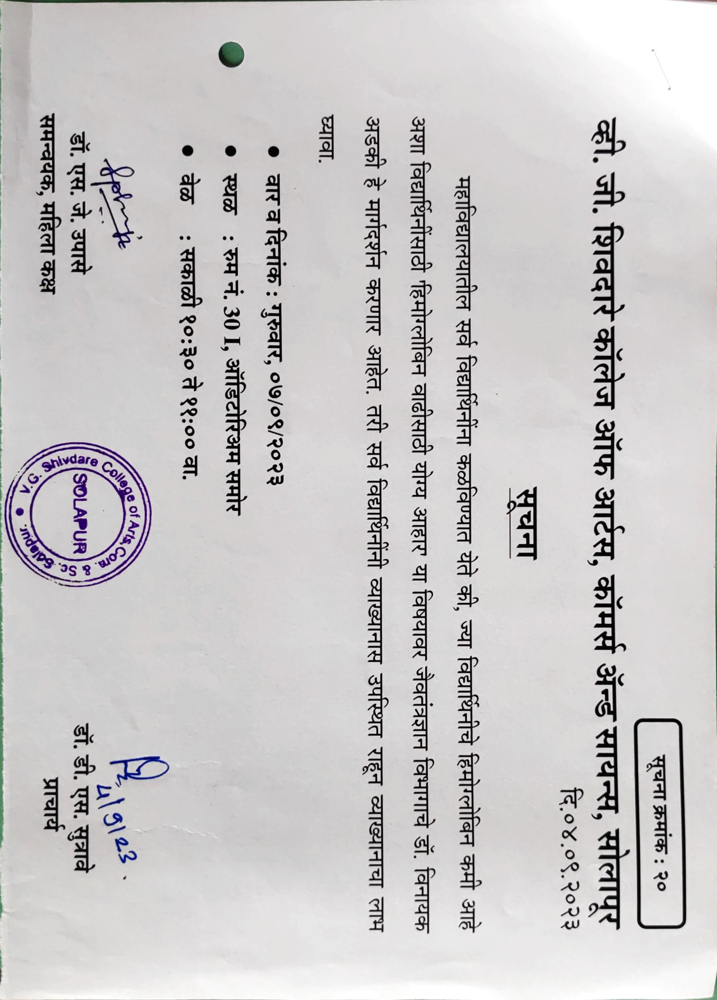 सूचना क्रमांक : २०
व्ही. जी. शिवदारे कॉलेज ऑफ आर्टस, कॉमर्स ॲन्ड सायन्स, सोलापूर
दि.०४.०९.२०२३
सूचना
महाविद्यालयातील सर्व विद्यार्थिनींना कळविण्यात येते की, ज्या विद्यार्थिनीचे हिमोग्लोबिन कमी आहे
अशा विद्यार्थिनींसाठी 'हिमोग्लोबिन वाढीसाठी योग्य आहार' या विषयावर जैवतंत्रज्ञान विभागाचे डॉ. विनायक
अडकी हे मार्गदर्शन करणार आहेत. तरी सर्व विद्यार्थिनींनी व्याख्यानास उपस्थित राहून व्याख्यानाचा लाभ
घ्यावा.
● वार व दिनांक : गुरुवार, ०७/०९/२०२३
● स्थळ : रुम नं. 30 I, ऑडिटोरिअम समोर
● वेळ : सकाळी १०:३० ते ११:०० वा.
4/9/23
डॉ. एस. जे. उपासे डॉ. डी. एस. सुत्रावे
समन्वयक, महिला कक्ष प्राचार्य
V.G. Shivdare College of Arts, Com. & Sc. Solapur.
SOLAPUR